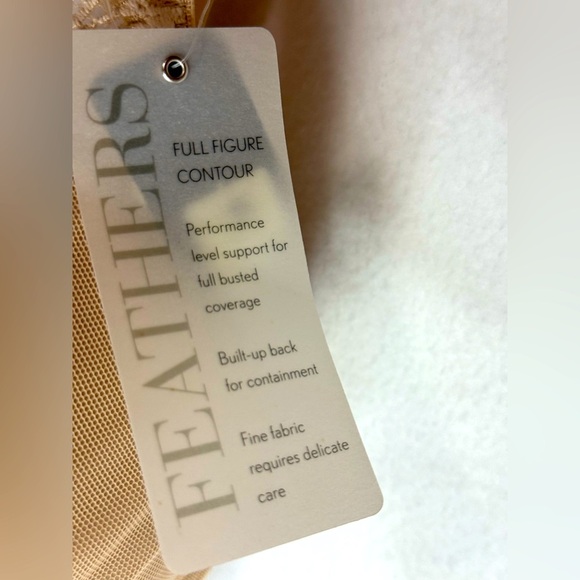 FEATHERS
FULL FIGURE
CONTOUR
Performance
level support for
full busted
coverage
Built-up back
for containment
Fine fabric
requires delicate
care